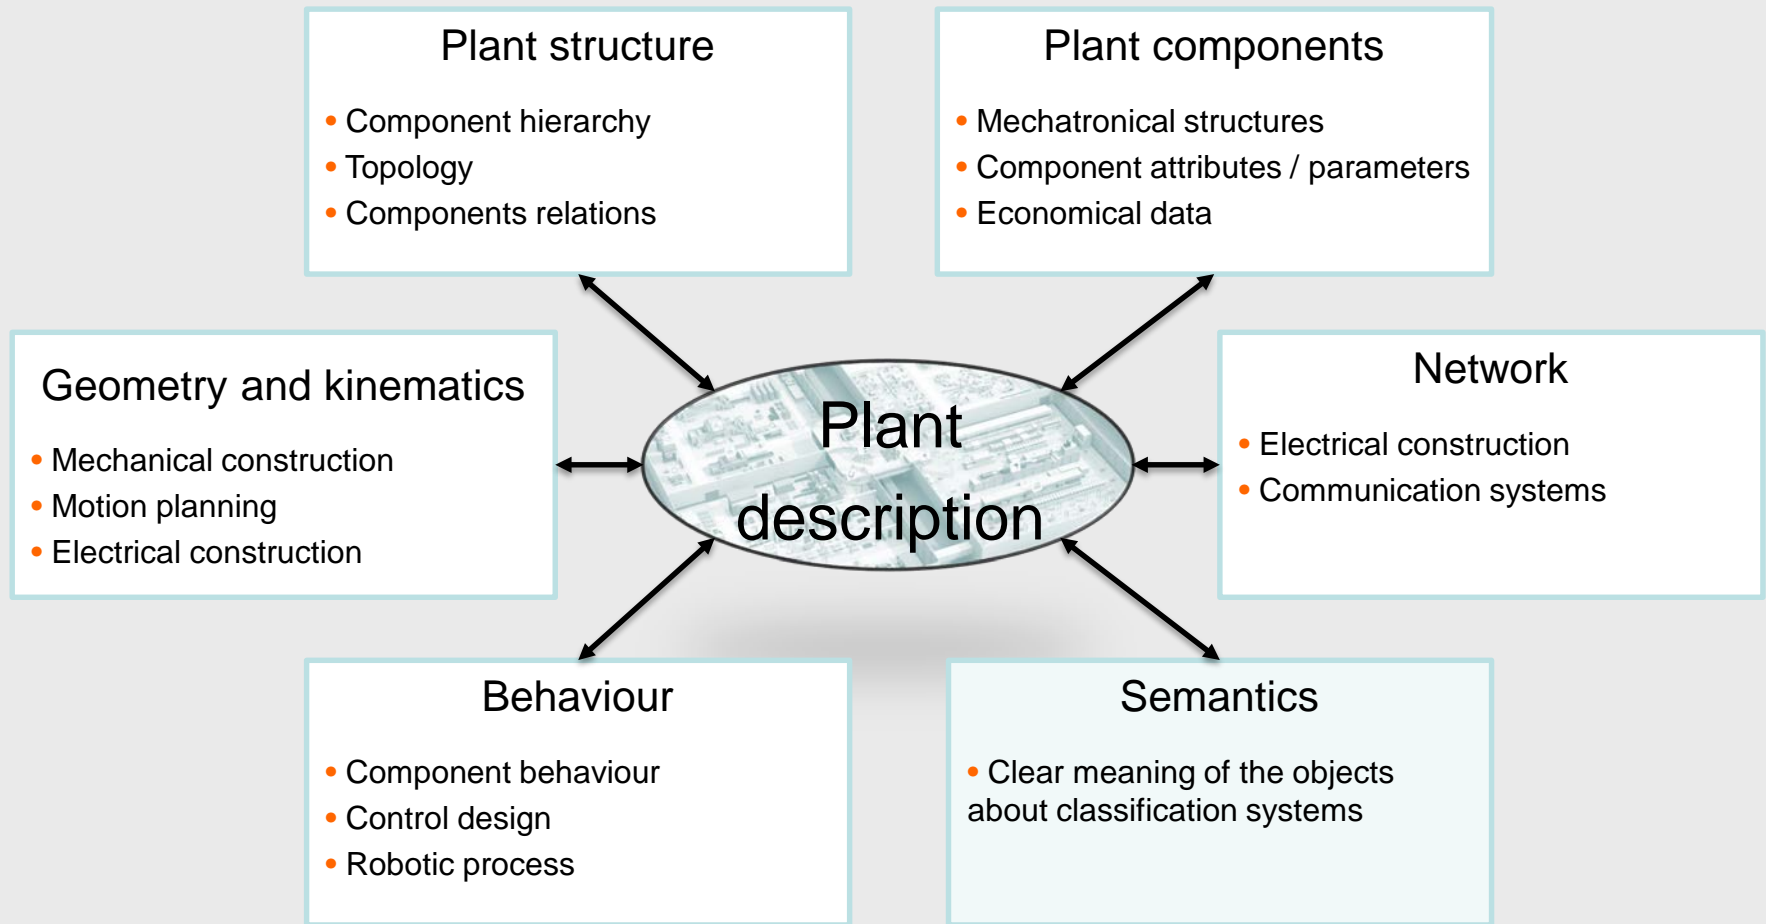 Plant structure
• Component hierarchy
• Topology
• Components relations
Plant components
• Mechatronical structures
• Component attributes / parameters
• Economical data
Geometry and kinematics
• Mechanical construction
• Motion planning
• Electrical construction
Plant
description
Network
• Electrical construction
• Communication systems
Behaviour
• Component behaviour
• Control design
• Robotic process
Semantics
• Clear meaning of the objects
about classification systems